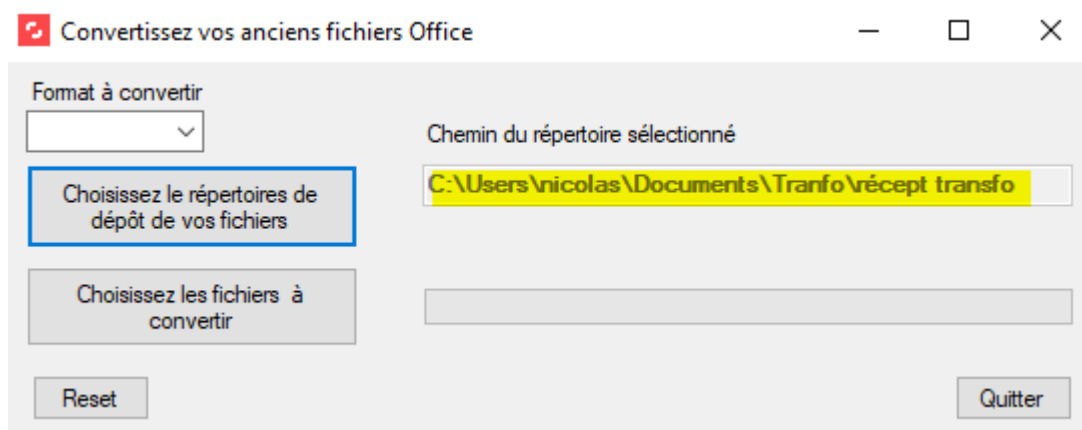 Convertissez vos anciens fichiers Office
Format à convertir
Chemin du répertoire sélectionné
Choisissez le répertoires de
dépôt de vos fichiers
C:\Users\nicolas\Documents\Tranfo\récept transfo
Choisissez les fichiers à
convertir
Reset
Quitter